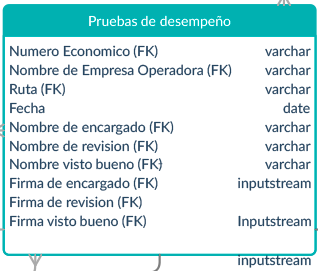 Pruebas de desempeño
Numero Economico (FK) varchar
Nombre de Empresa Operadora (FK) varchar
Ruta (FK) varchar
Fecha date
Nombre de encargado (FK) varchar
Nombre de revision (FK) varchar
Nombre visto bueno (FK) varchar
Firma de encargado (FK) inputstream
Firma de revision (FK)
Firma visto bueno (FK) Inputstream
inputstream